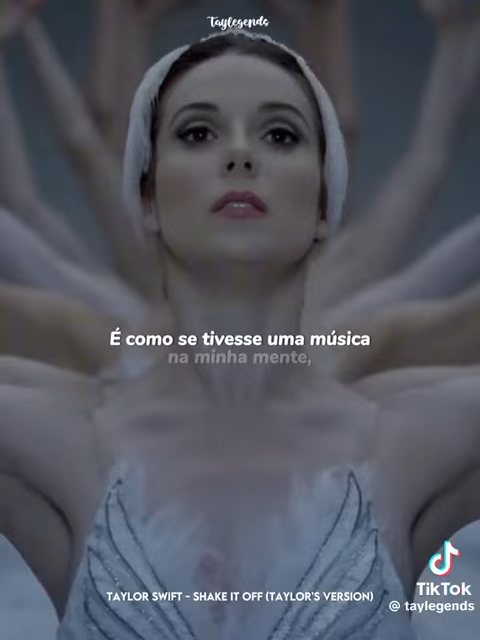 Taylegends
É como se tivesse uma música
na minha mente,
TAYLOR SWIFT - SHAKE IT OFF (TAYLOR'S VERSION)
TikTok
@ taylegends